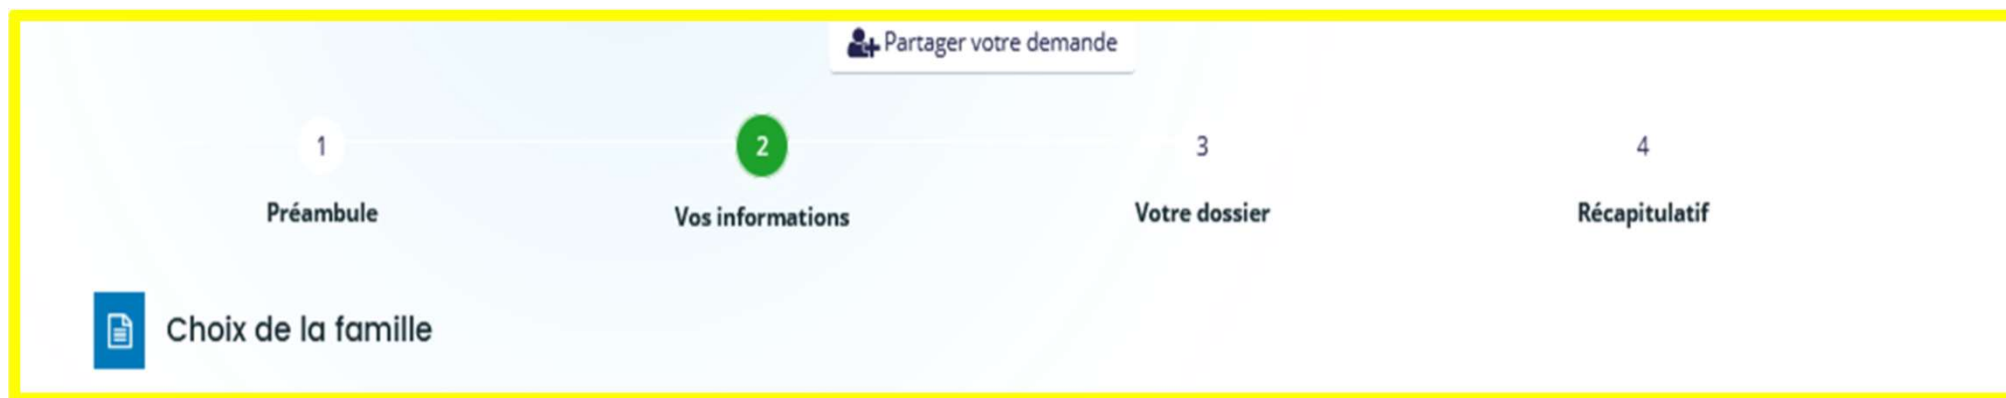 Partager votre demande
1 2 3 4
Préambule Vos informations Votre dossier Récapitulatif
Choix de la famille